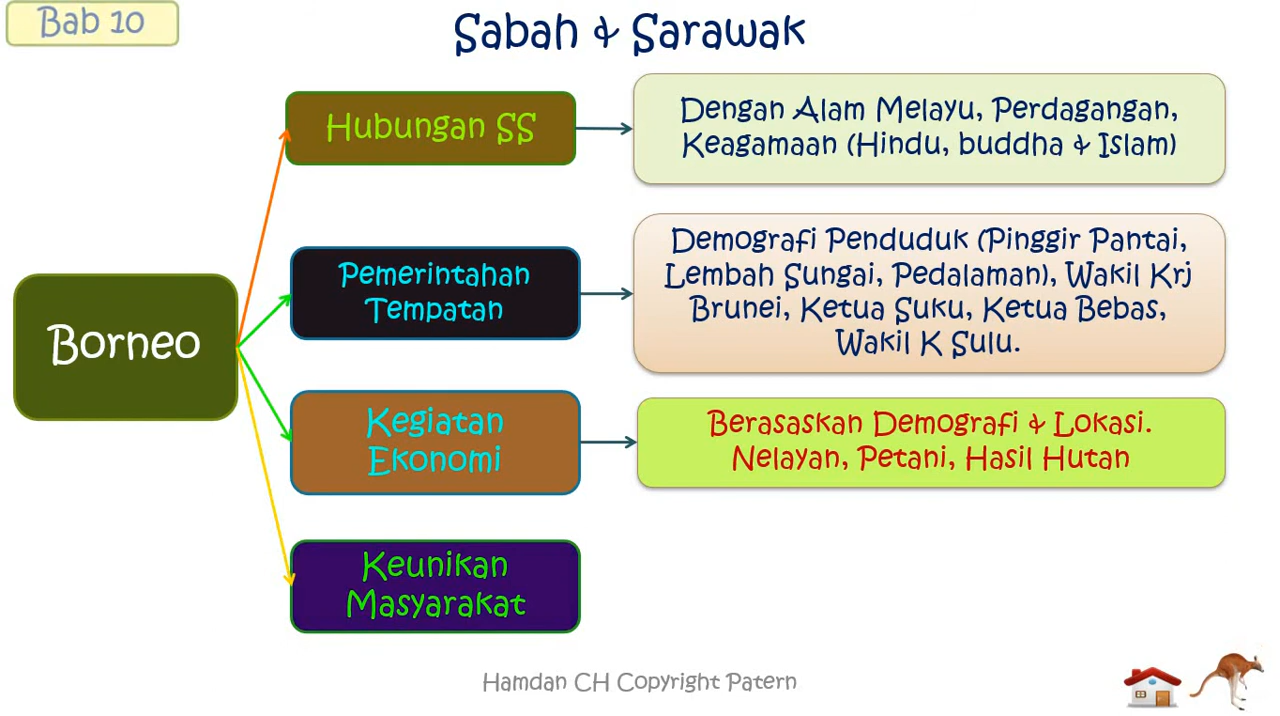 Bab 10
Sabah & Sarawak
Hubungan SS
Dengan Alam Melayu, Perdagangan,
Keagamaan (Hindu, buddha & Islam)
Borneo
Pemerintahan
Tempatan
Demografi Penduduk (Pinggir Pantai,
Lembah Sungai, Pedalaman), Wakil Krj
Brunei, Ketua Suku, Ketua Bebas,
Wakil K Sulu.
Kegiatan
Ekonomi
Berasaskan Demografi & Lokasi.
Nelayan, Petani, Hasil Hutan
Keunikan
Masyarakat
Hamdan CH Copyright Patern